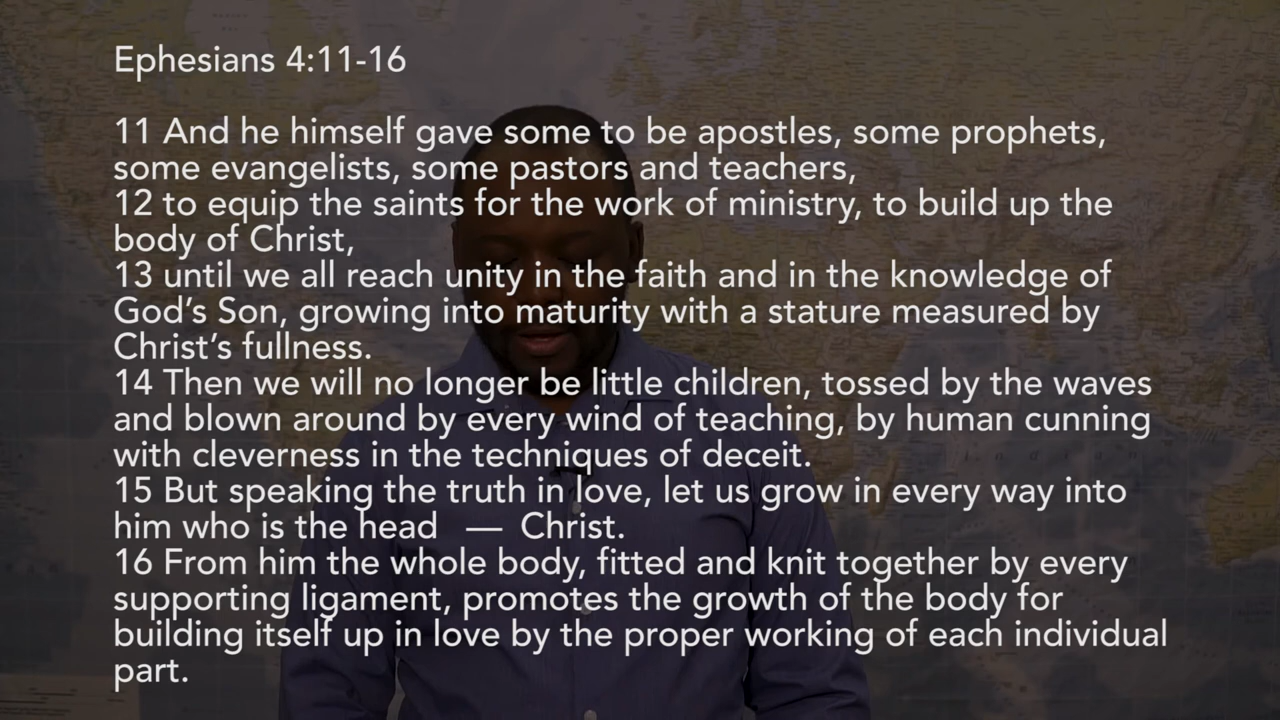 Ephesians 4:11-16
11 And he himself gave some to be apostles, some prophets,
some evangelists, some pastors and teachers,
12 to equip the saints for the work of ministry, to build up the
body of Christ,
13 until we all reach unity in the faith and in the knowledge of
God’s Son, growing into maturity with a stature measured by
Christ’s fullness.
14 Then we will no longer be little children, tossed by the waves
and blown around by every wind of teaching, by human cunning
with cleverness in the techniques of deceit.
15 But speaking the truth in love, let us grow in every way into
him who is the head — Christ.
16 From him the whole body, fitted and knit together by every
supporting ligament, promotes the growth of the body for
building itself up in love by the proper working of each individual
part.